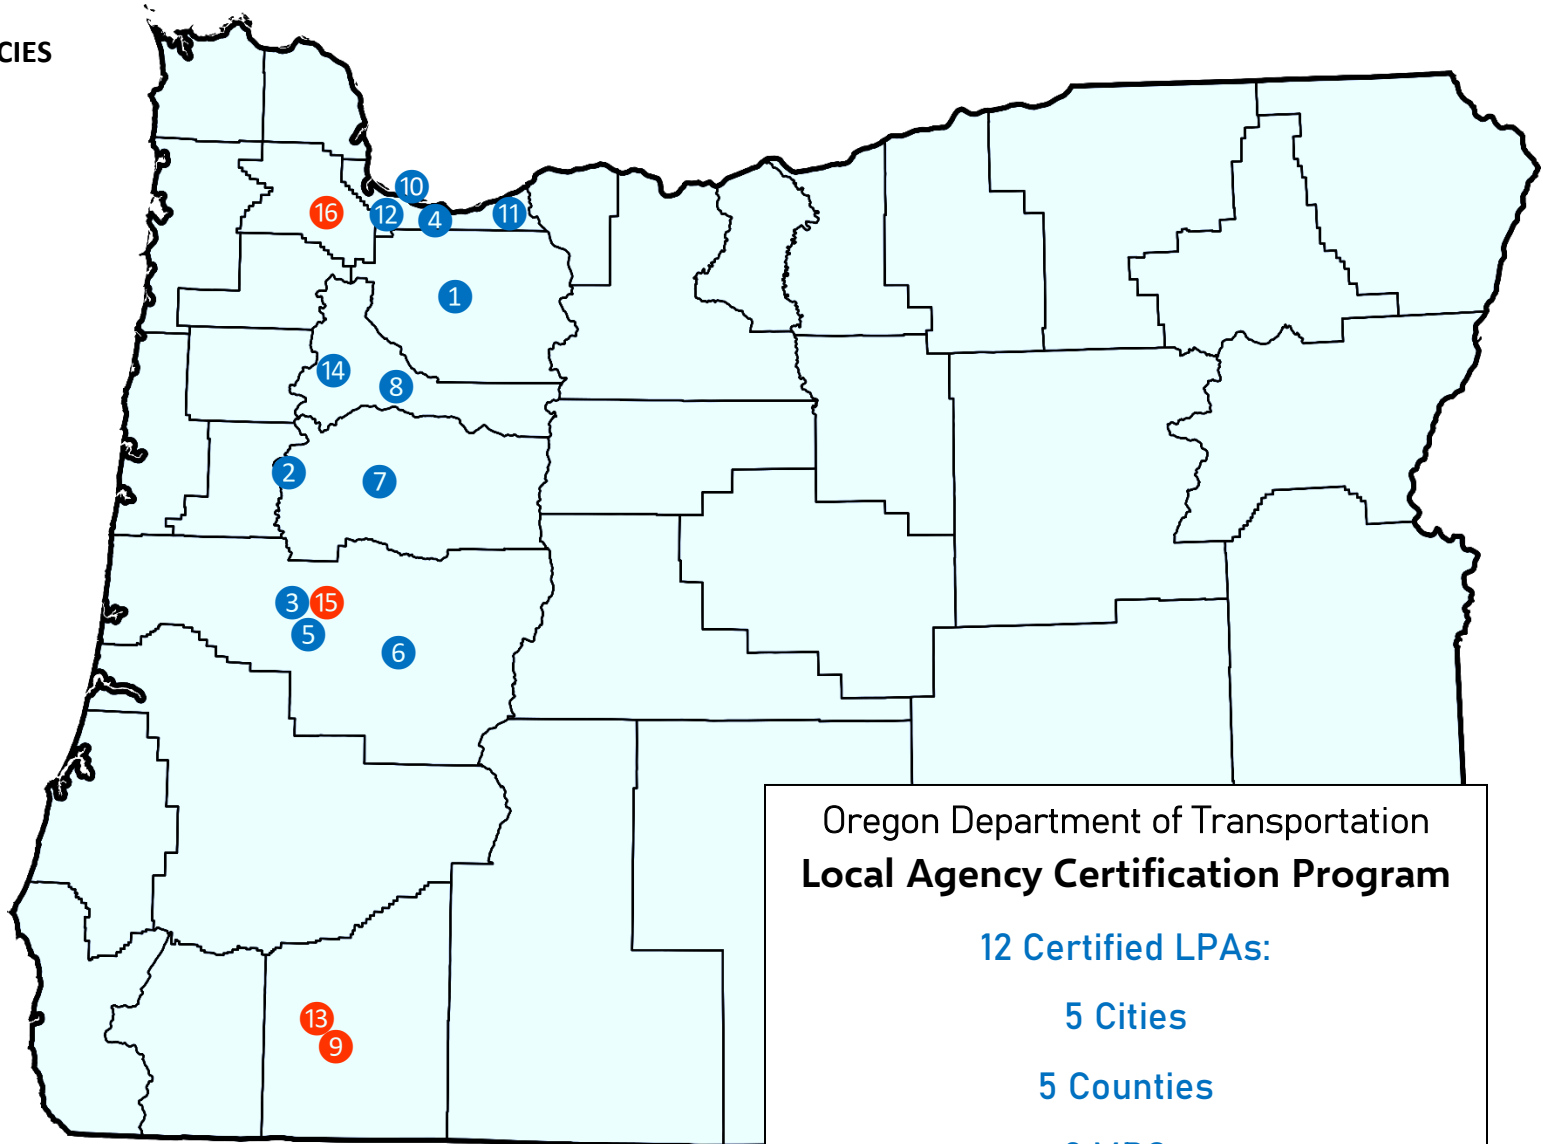 CIES
10
16
12
4
11
1
14
8
2
7
3
15
5
6
13
9
Oregon Department of Transportation
Local Agency Certification Program
12 Certified LPAs:
5 Cities
5 Counties